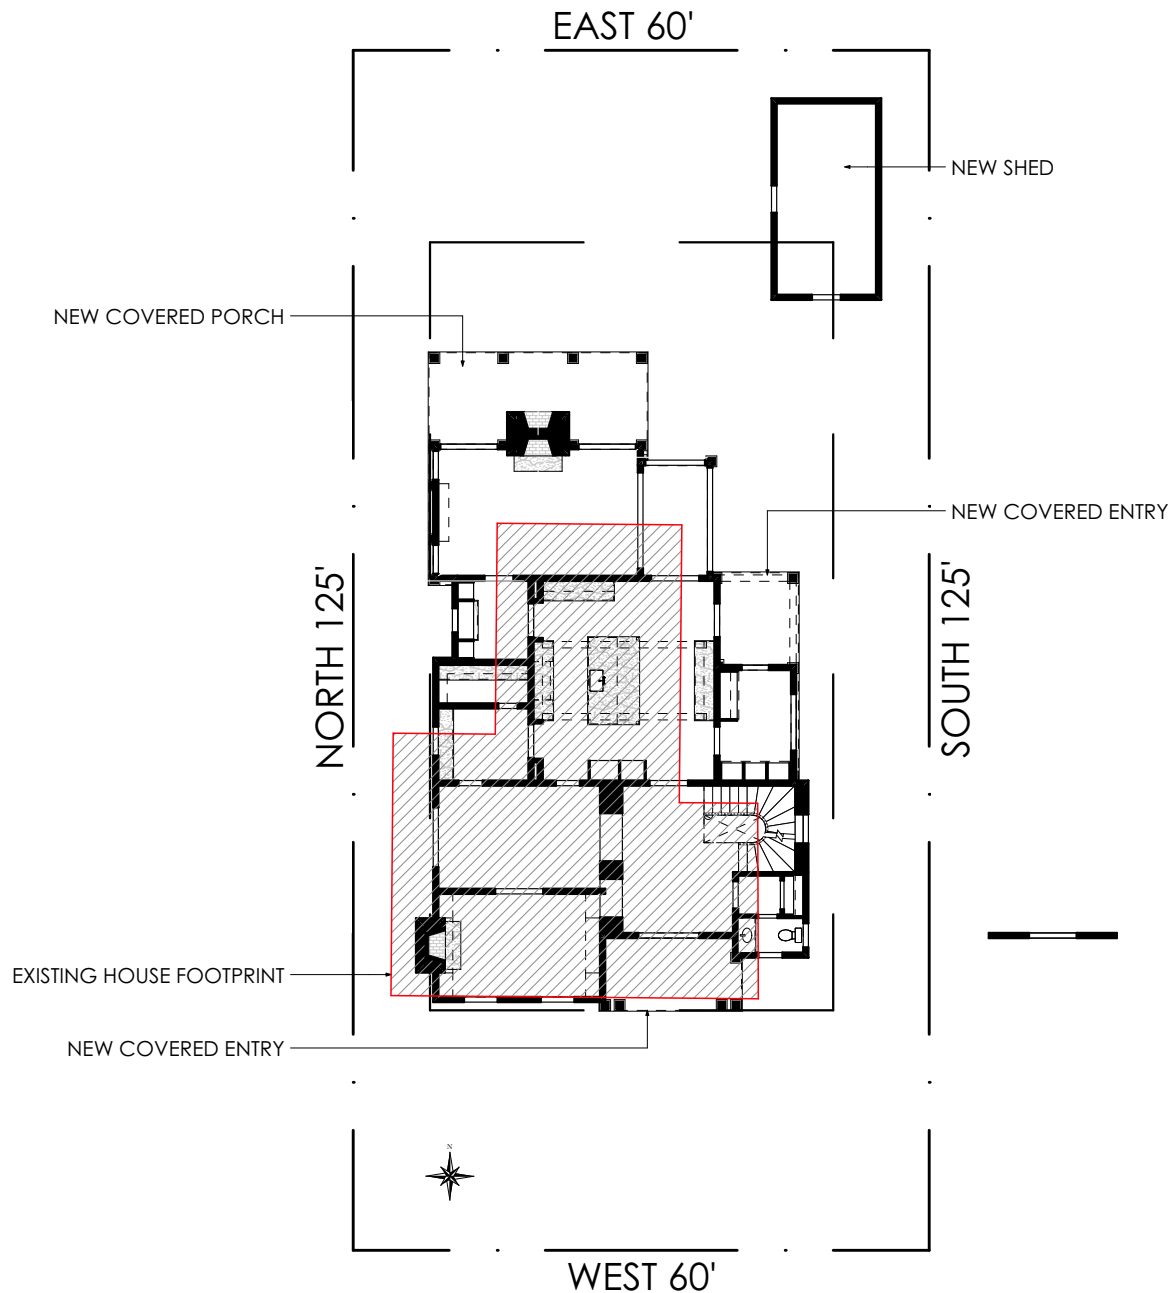 EAST 60'
NEW SHED
NEW COVERED PORCH
NEW COVERED ENTRY
NORTH 125'
SOUTH 125'
EXISTING HOUSE FOOTPRINT
NEW COVERED ENTRY
N
WEST 60'